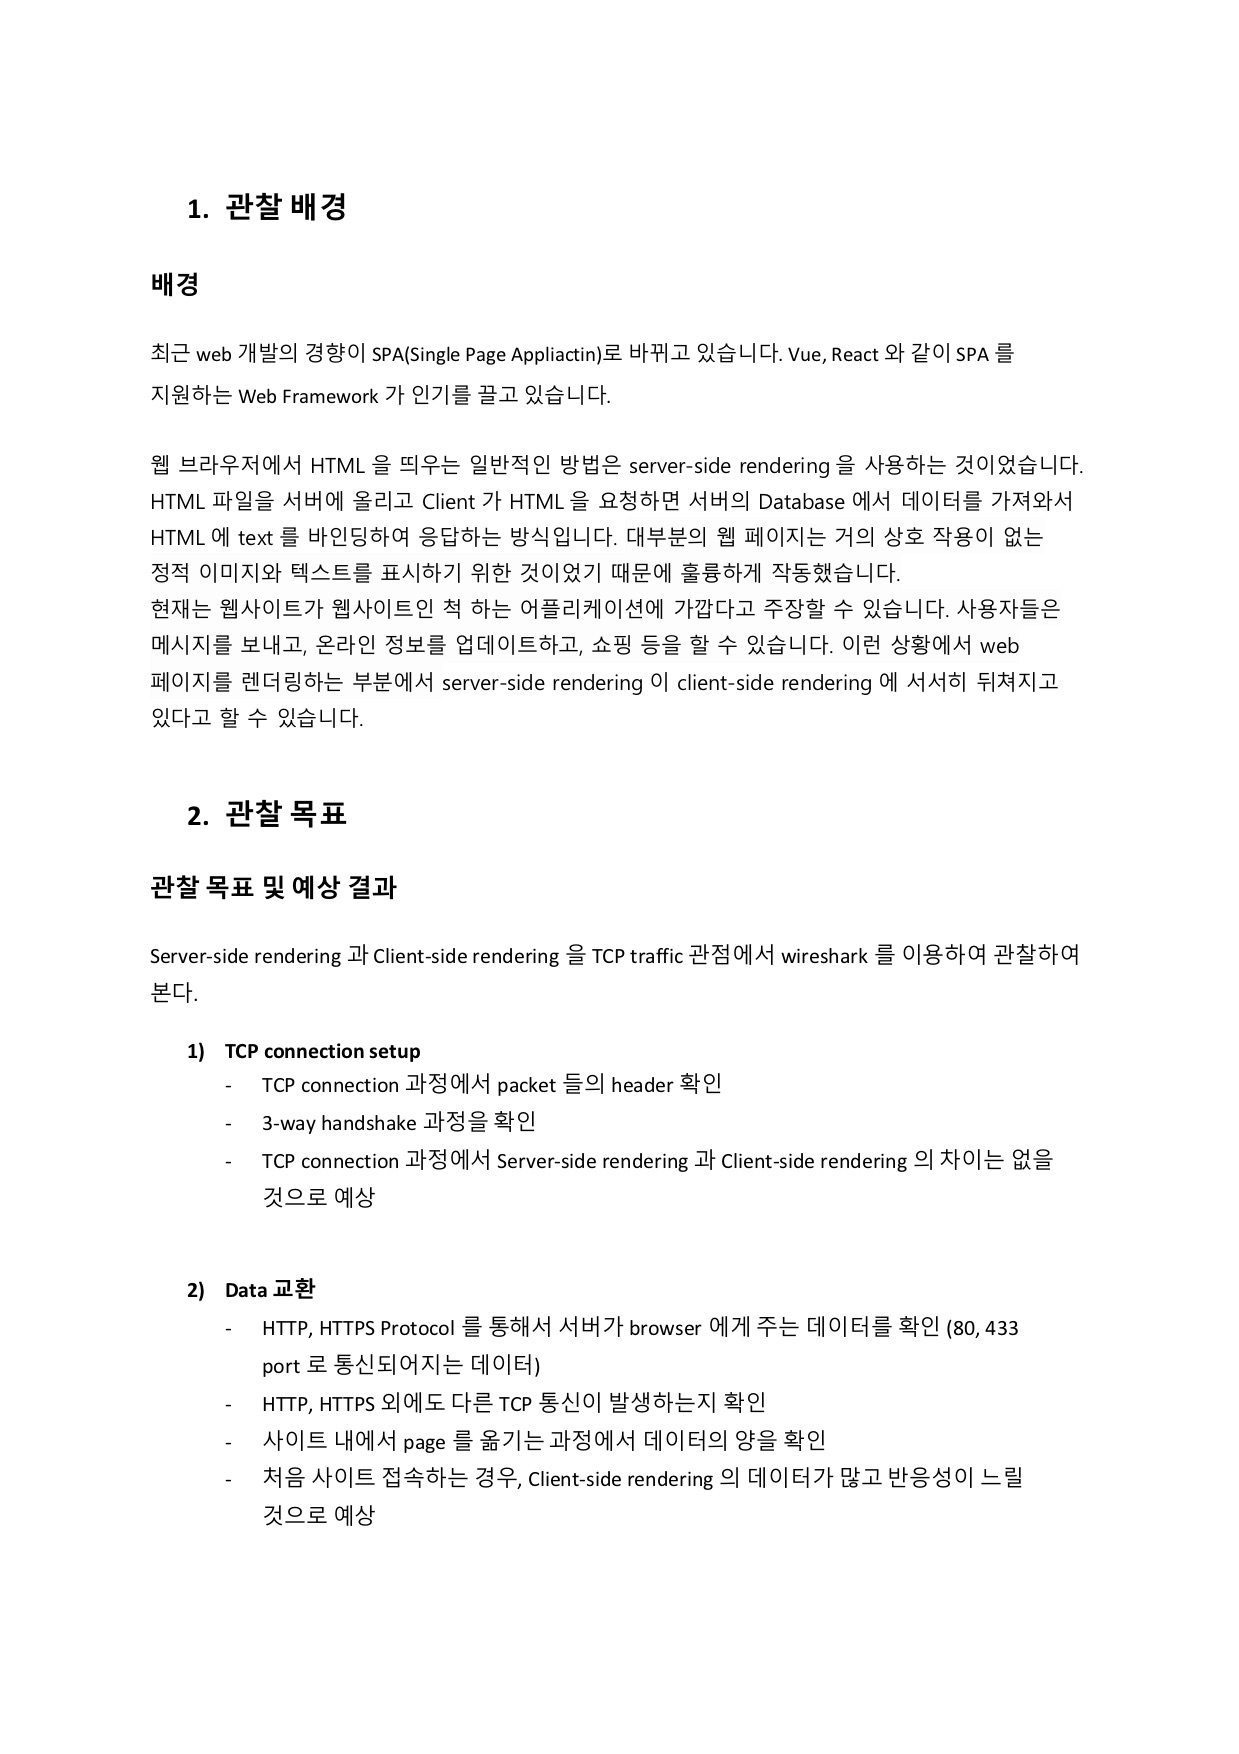 1. 관찰 배경
배경
최근 web 개발의 경향이 SPA(Single Page Appliactin)로 바뀌고 있습니다. Vue, React 와 같이 SPA 를
지원하는 Web Framework 가 인기를 끌고 있습니다.
웹 브라우저에서 HTML 을 띄우는 일반적인 방법은 server-side rendering 을 사용하는 것이었습니다.
HTML 파일을 서버에 올리고 Client 가 HTML 을 요청하면 서버의 Database 에서 데이터를 가져와서
HTML 에 text 를 바인딩하여 응답하는 방식입니다. 대부분의 웹 페이지는 거의 상호 작용이 없는
정적 이미지와 텍스트를 표시하기 위한 것이었기 때문에 훌륭하게 작동했습니다.
현재는 웹사이트가 웹사이트인 척 하는 어플리케이션에 가깝다고 주장할 수 있습니다. 사용자들은
메시지를 보내고, 온라인 정보를 업데이트하고, 쇼핑 등을 할 수 있습니다. 이런 상황에서 web
페이지를 렌더링하는 부분에서 server-side rendering 이 client-side rendering 에 서서히 뒤쳐지고
있다고 할 수 있습니다.
2. 관찰 목표
관찰 목표 및 예상 결과
Server-side rendering 과 Client-side rendering 을 TCP traffic 관점에서 wireshark 를 이용하여 관찰하여
본다.
1) TCP connection setup
- TCP connection 과정에서 packet 들의 header 확인
- 3-way handshake 과정을 확인
- TCP connection 과정에서 Server-side rendering 과 Client-side rendering 의 차이는 없을
것으로 예상
2) Data 교환
- HTTP, HTTPS Protocol 를 통해서 서버가 browser 에게 주는 데이터를 확인 (80, 433
port 로 통신되어지는 데이터)
- HTTP, HTTPS 외에도 다른 TCP 통신이 발생하는지 확인
- 사이트 내에서 page 를 옮기는 과정에서 데이터의 양을 확인
- 처음 사이트 접속하는 경우, Client-side rendering 의 데이터가 많고 반응성이 느릴
것으로 예상